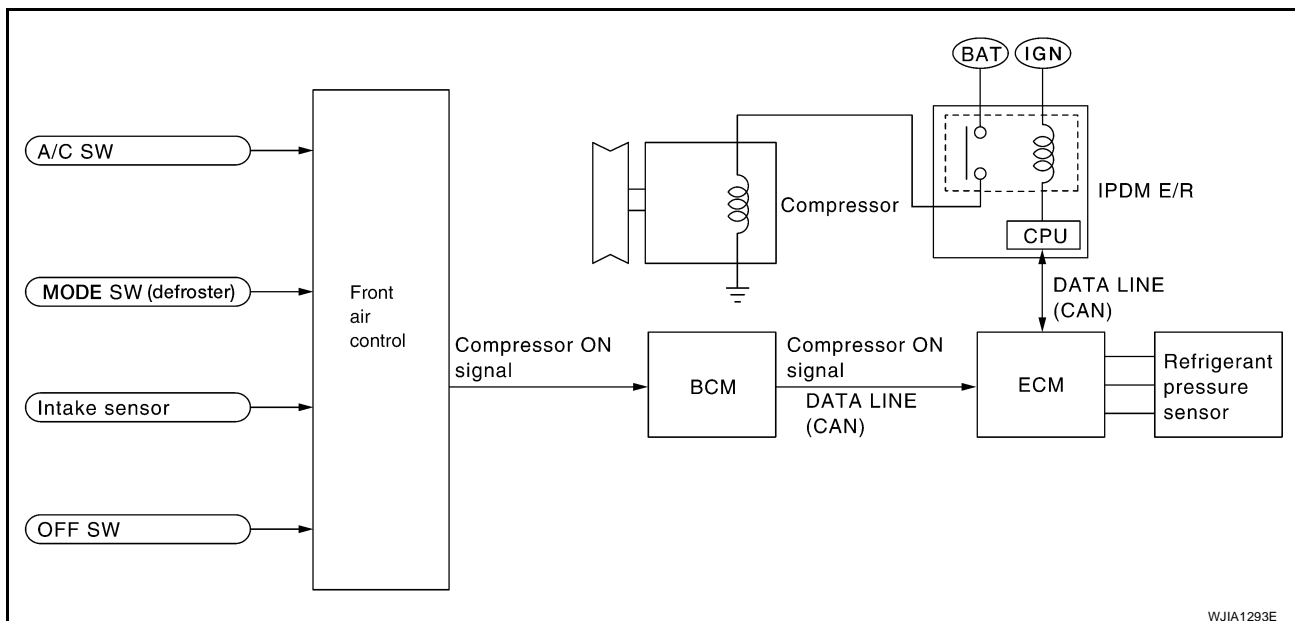 BAT
IGN
A/C SW
Compressor
IPDM E/R
CPU
MODE SW (defroster)
Front
air
control
DATA LINE
(CAN)
Compressor ON
signal
BCM
Compressor ON
signal
DATA LINE
(CAN)
ECM
Refrigerant
pressure
sensor
Intake sensor
OFF SW
WJIA1293E